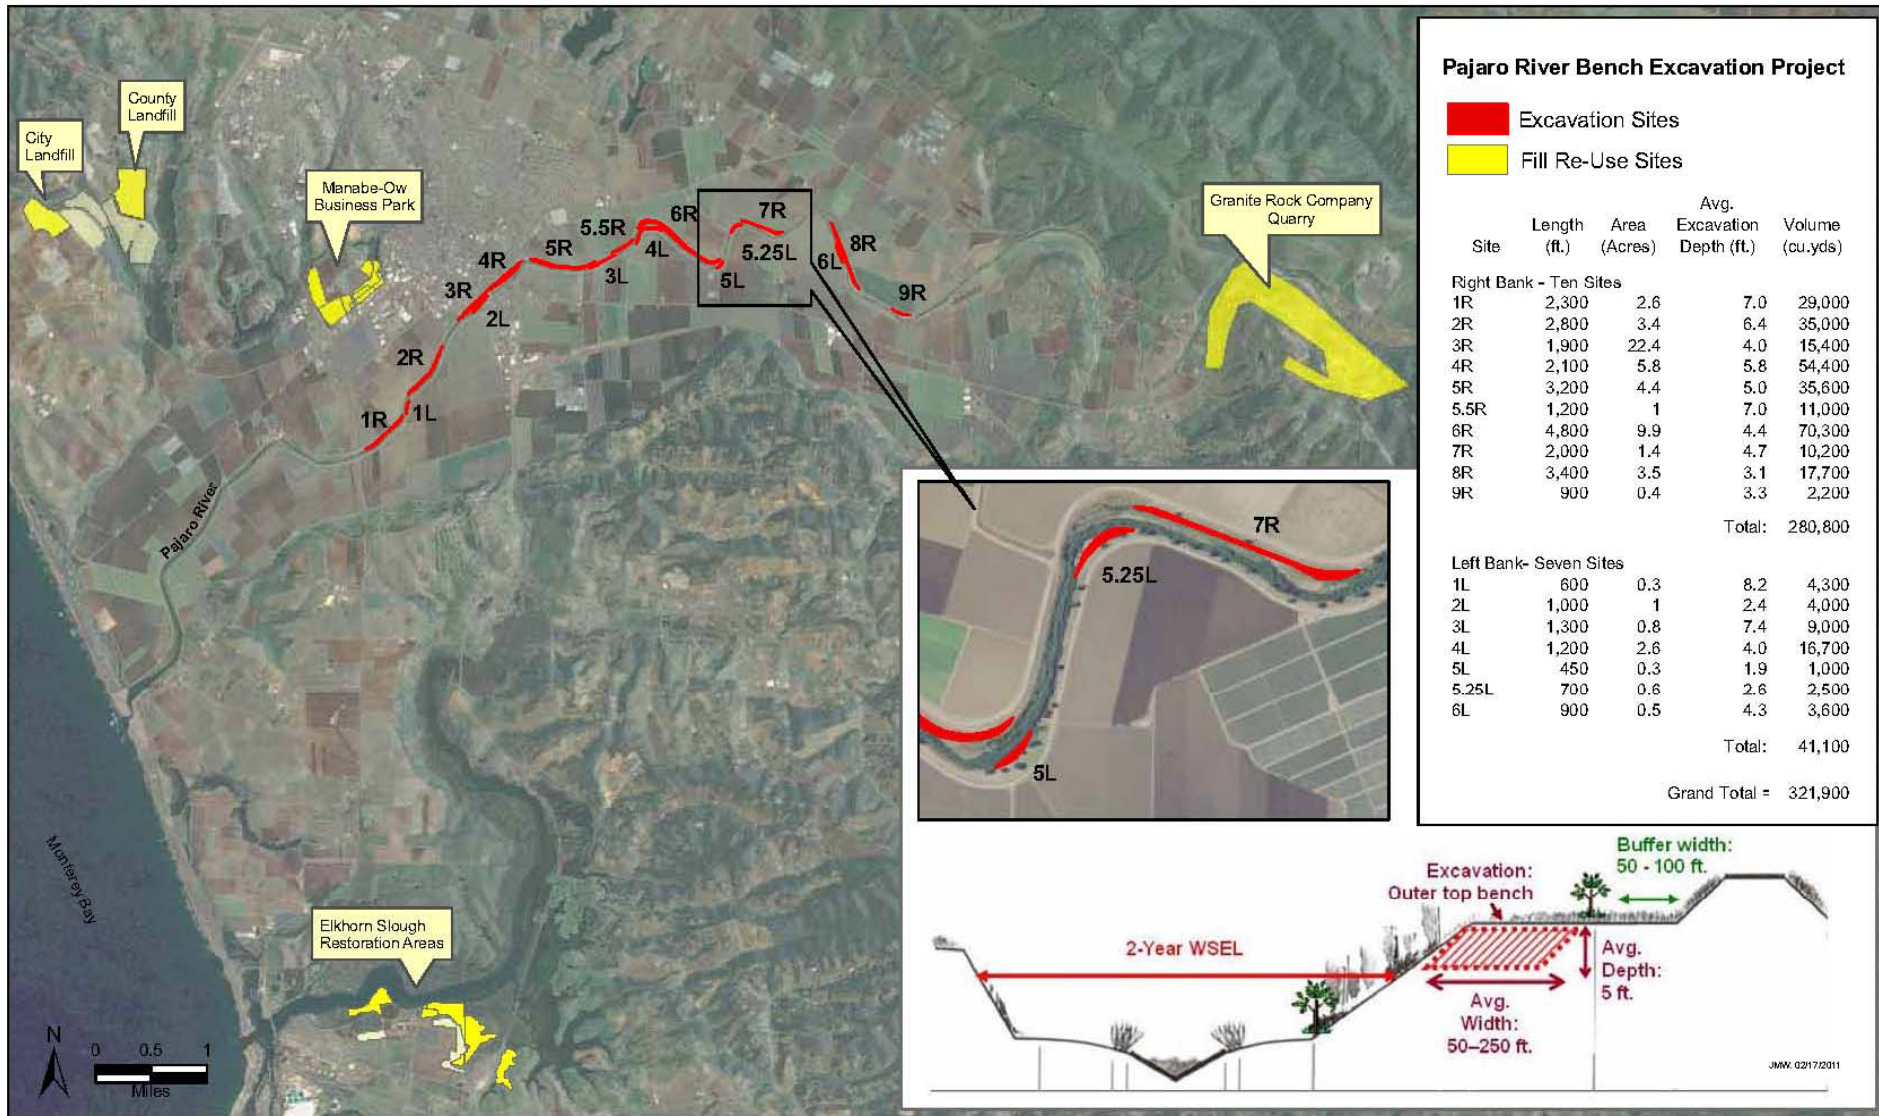 County
Landfill
City
Landfill
Manabe-Ow
Business Park
Granite Rock Company
Quarry
1R
1L
2R
2L
3R
4R
5R
3L
5.5R
4L
6R
5L
7R
5.25L
6L
8R
9R
Pajaro River
Monterey Bay
Elkhorn Slough
Restoration Areas
N
0 0.5 1
Miles
Pajaro River Bench Excavation Project
Excavation Sites
Fill Re-Use Sites
Avg.
Length Area Excavation Volume
Site (ft.) (Acres) Depth (ft.) (cu.yds)
Right Bank - Ten Sites
1R 2,300 2.6 7.0 29,000
2R 2,800 3.4 6.4 35,000
3R 1,900 22.4 4.0 15,400
4R 2,100 5.8 5.8 54,400
5R 3,200 4.4 5.0 35,600
5.5R 1,200 1 7.0 11,000
6R 4,800 9.9 4.4 70,300
7R 2,000 1.4 4.7 10,200
8R 3,400 3.5 3.1 17,700
9R 900 0.4 3.3 2,200
Total: 280,800
Left Bank- Seven Sites
1L 600 0.3 8.2 4,300
2L 1,000 1 2.4 4,000
3L 1,300 0.8 7.4 9,000
4L 1,200 2.6 4.0 16,700
5L 450 0.3 1.9 1,000
5.25L 700 0.6 2.6 2,500
6L 900 0.5 4.3 3,600
Total: 41,100
Grand Total = 321,900
7R
5.25L
5L
Buffer width:
50 - 100 ft.
Excavation:
Outer top bench
2-Year WSEL
Avg.
Depth:
5 ft.
Avg.
Width:
50–250 ft.
JMW: 02/17/2011